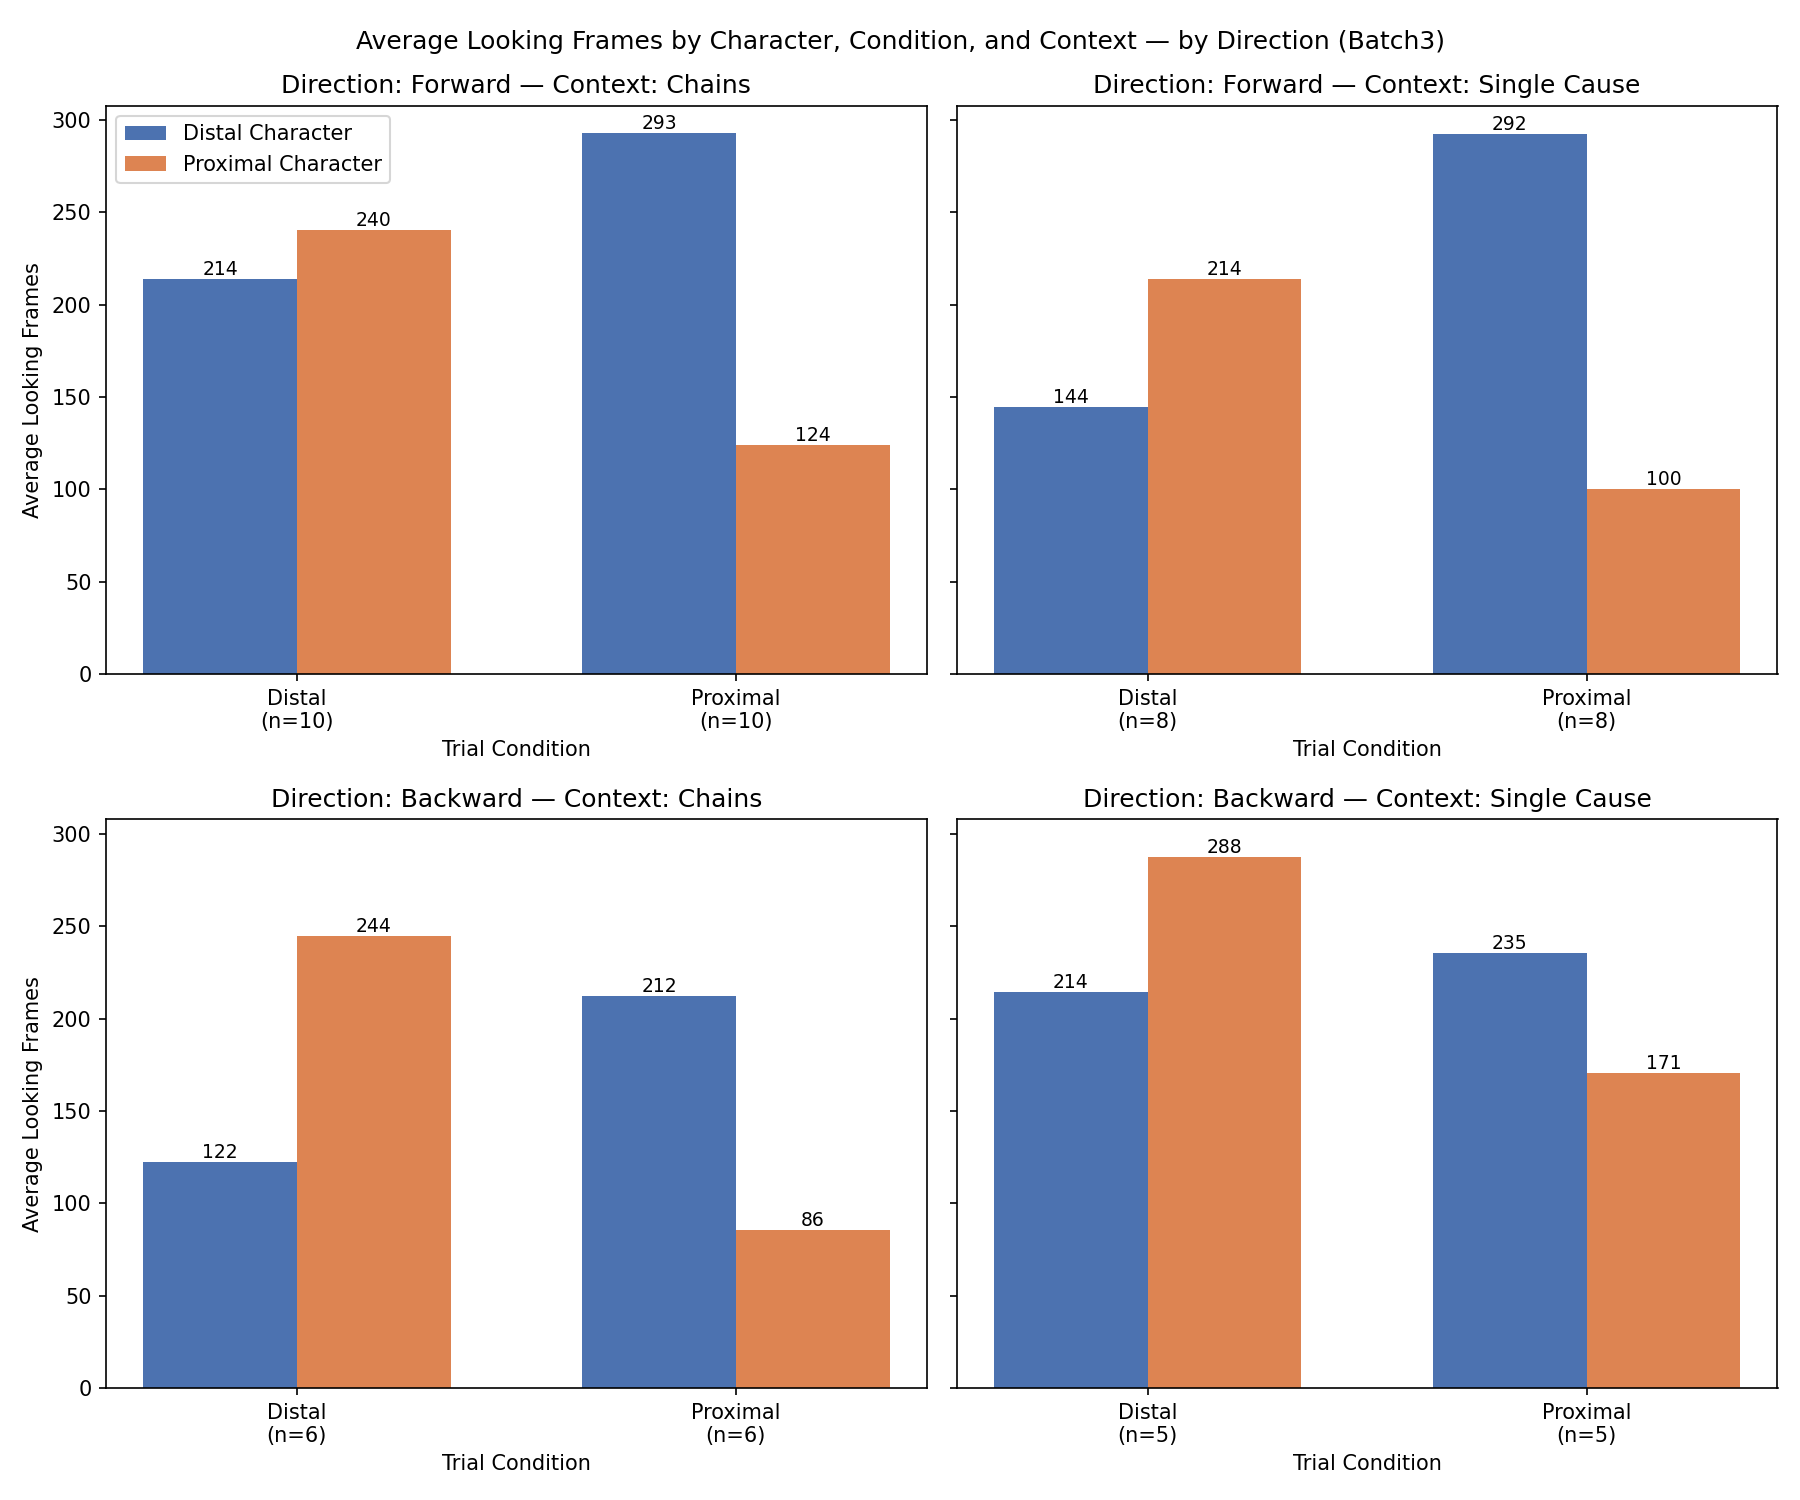 Average Looking Frames by Character, Condition, and Context — by Direction (Batch3)
Direction: Forward — Context: Chains
Distal Character
Proximal Character
Average Looking Frames
300
250
200
150
100
50
0
214
240
293
124
Distal
(n=10)
Proximal
(n=10)
Trial Condition
Direction: Forward — Context: Single Cause
144
214
292
100
Distal
(n=8)
Proximal
(n=8)
Trial Condition
Direction: Backward — Context: Chains
Average Looking Frames
300
250
200
150
100
50
0
122
244
212
86
Distal
(n=6)
Proximal
(n=6)
Trial Condition
Direction: Backward — Context: Single Cause
214
288
235
171
Distal
(n=5)
Proximal
(n=5)
Trial Condition